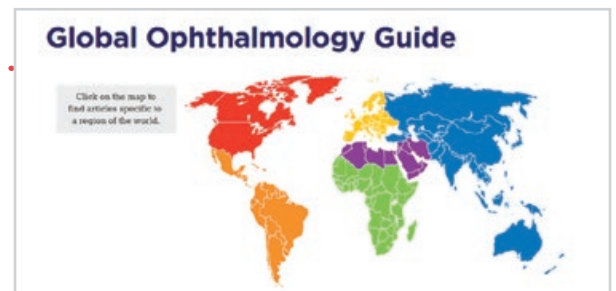 Global Ophthalmology Guide
Click on the map to
find articles specific to
a region of the world.